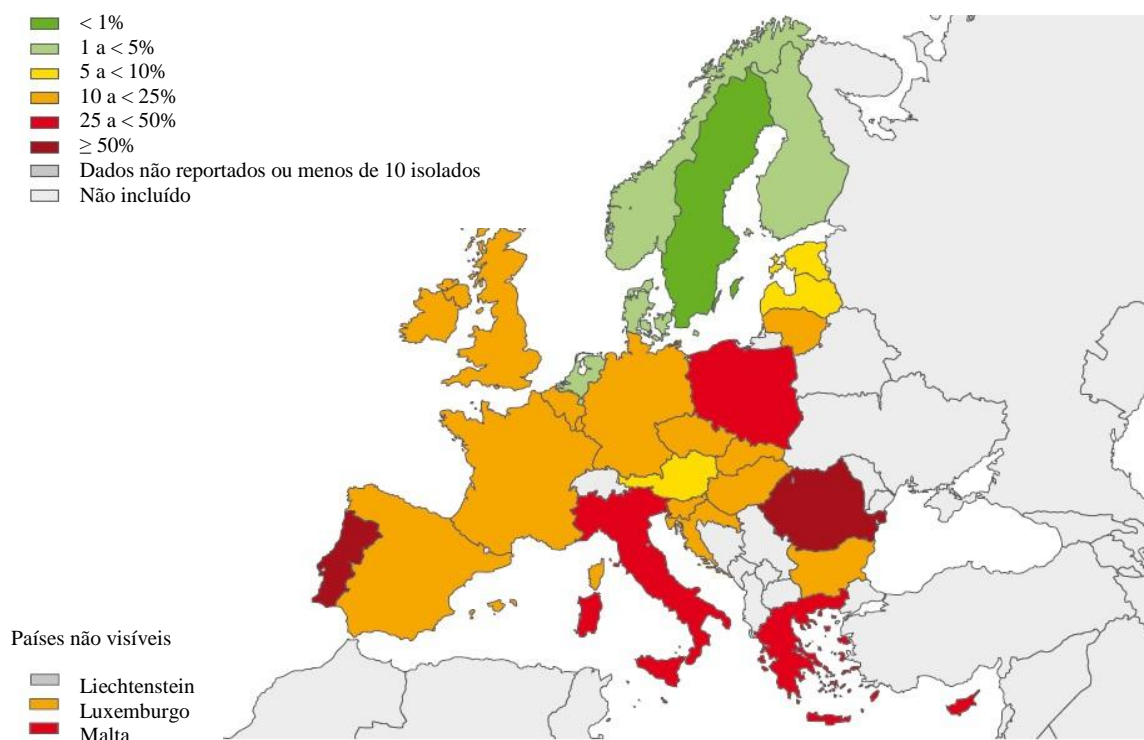 < 1%
1 a < 5%
5 a < 10%
10 a < 25%
25 a < 50%
≥ 50%
Dados não reportados ou menos de 10 isolados
Não incluído
Países não visíveis
Liechtenstein
Luxemburgo
Malta